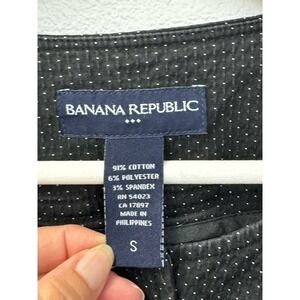 BANANA REPUBLIC
91% COTTON
6% POLYESTER
3% SPANDEX
RN 54023
CA 17897
MADE IN
PHILIPPINES
S